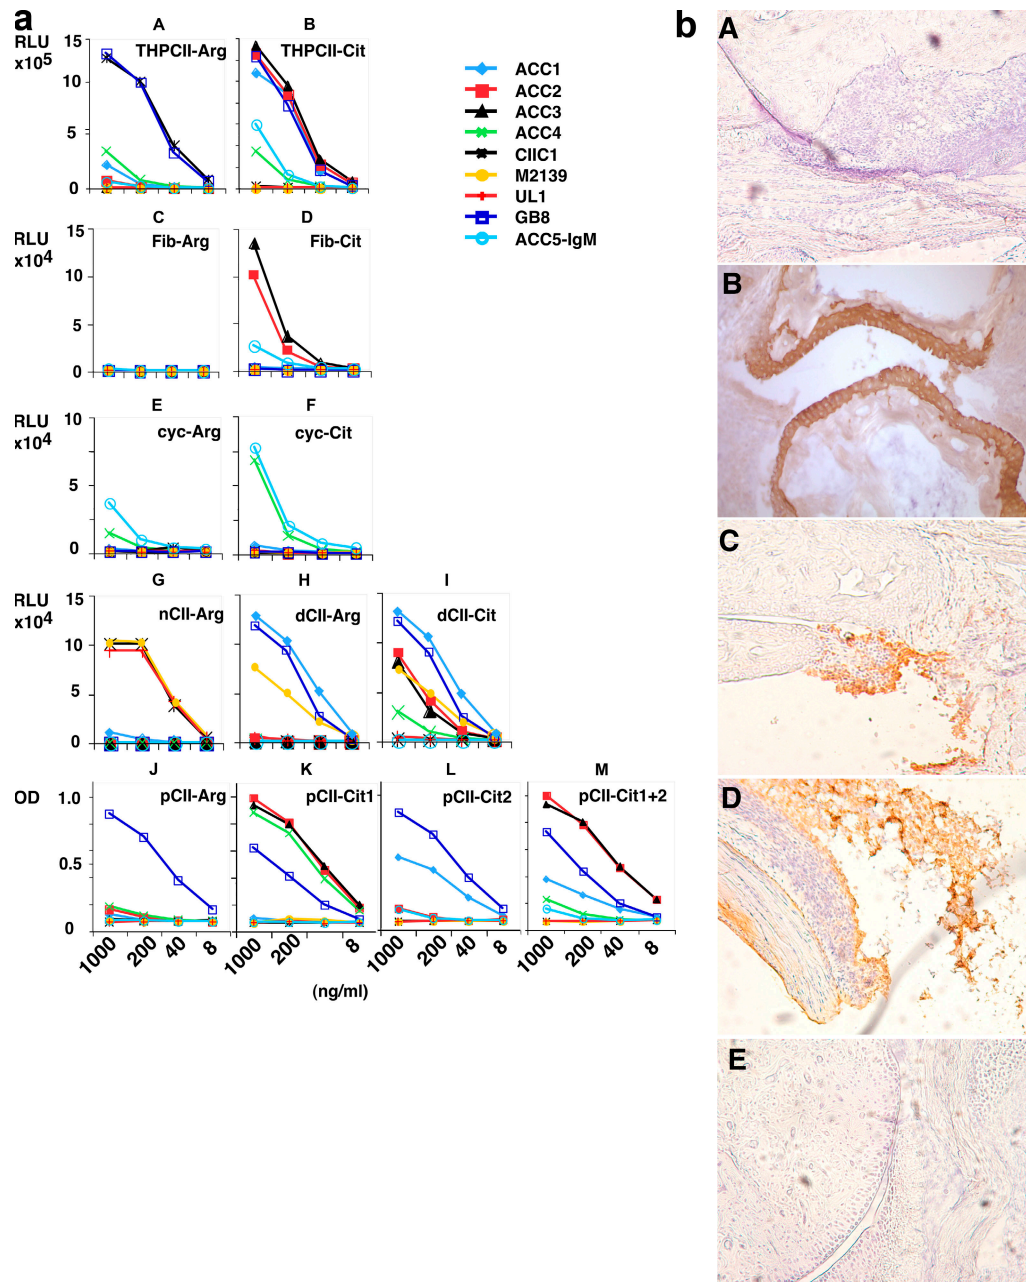 a
b
A
B
RLU
x10⁵
15
10
5
0
THPCII-Arg
THPCII-Cit
ACC1
ACC2
ACC3
ACC4
CIIC1
M2139
UL1
GB8
ACC5-IgM
C
D
RLU
x10⁴
15
10
5
0
Fib-Arg
Fib-Cit
E
F
RLU
x10⁴
10
5
0
cyc-Arg
cyc-Cit
G
H
I
RLU
x10⁴
15
10
5
0
nCII-Arg
dCII-Arg
dCII-Cit
J
K
L
M
OD
1.0
0.5
0
pCII-Arg
pCII-Cit1
pCII-Cit2
pCII-Cit1+2
1000 200 40 8
1000 200 40 8
1000 200 40 8
1000 200 40 8
(ng/ml)
A
B
C
D
E